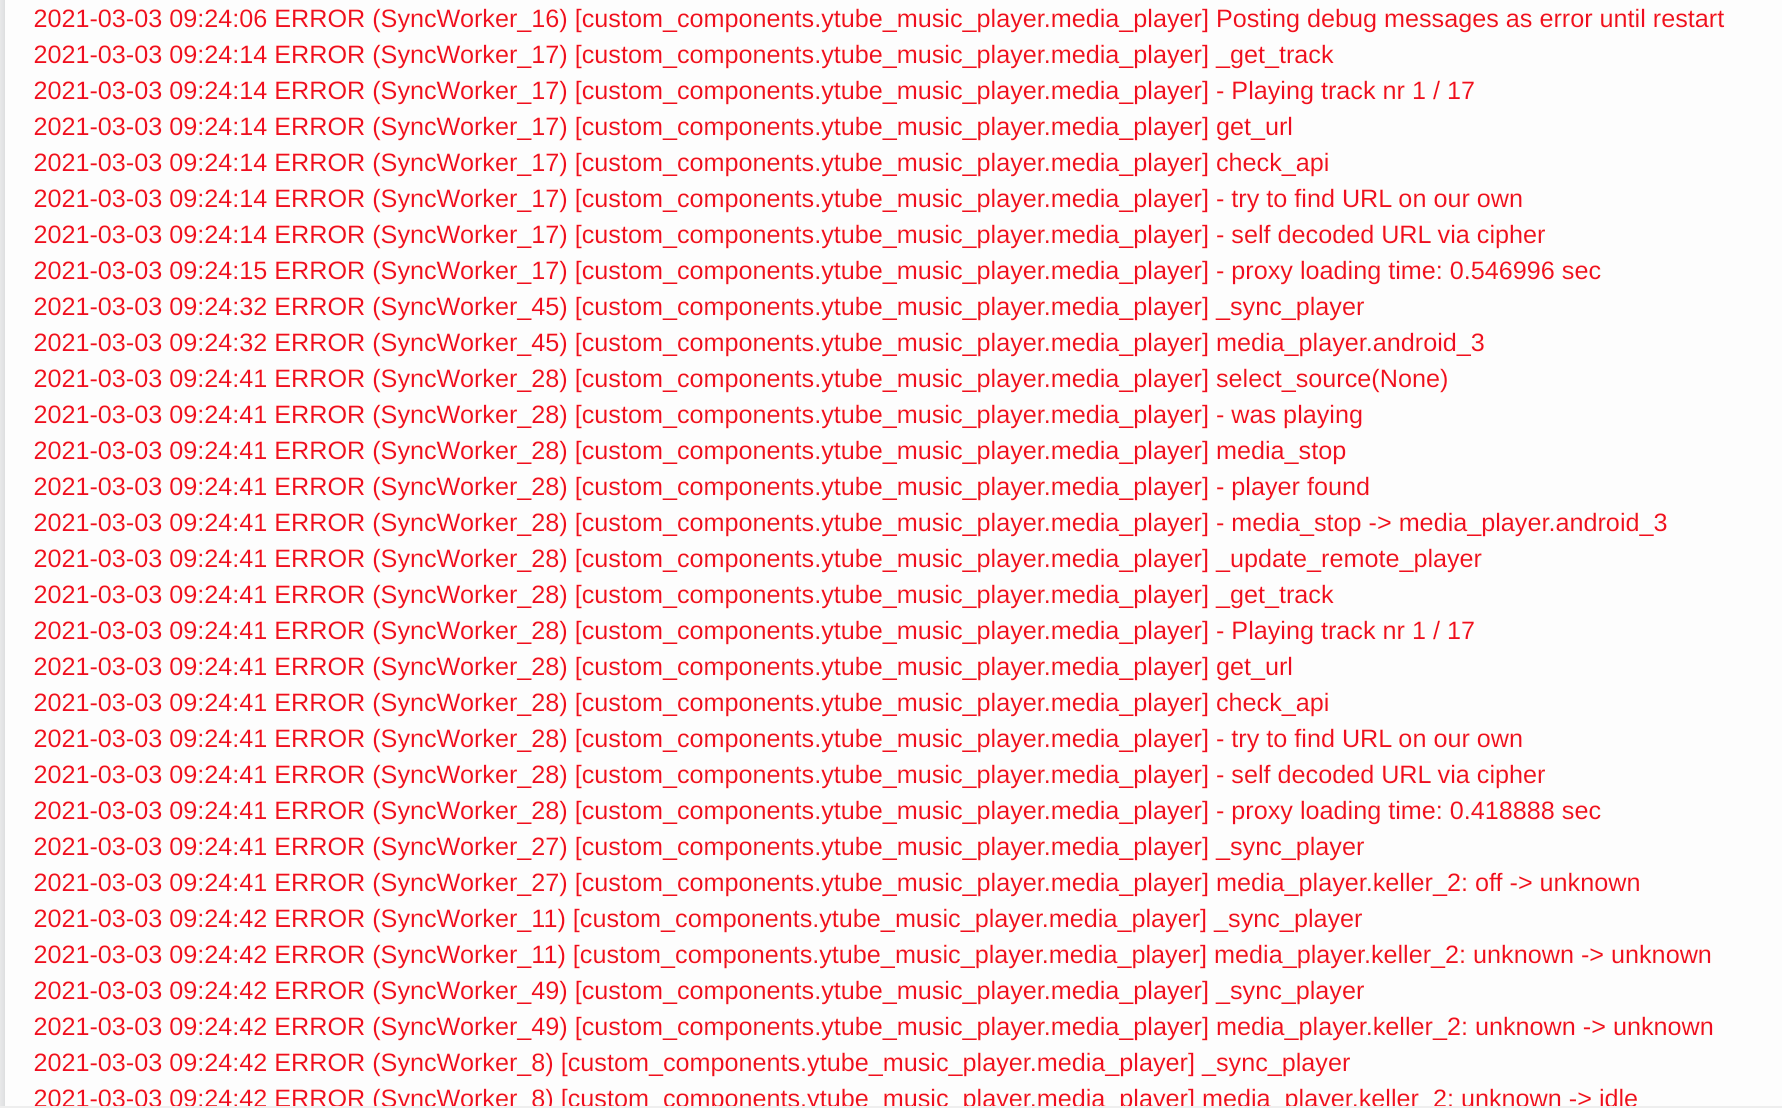 2021-03-03 09:24:06 ERROR (SyncWorker_16) [custom_components.ytube_music_player.media_player] Posting debug messages as error until restart
2021-03-03 09:24:14 ERROR (SyncWorker_17) [custom_components.ytube_music_player.media_player] _get_track
2021-03-03 09:24:14 ERROR (SyncWorker_17) [custom_components.ytube_music_player.media_player] - Playing track nr 1 / 17
2021-03-03 09:24:14 ERROR (SyncWorker_17) [custom_components.ytube_music_player.media_player] get_url
2021-03-03 09:24:14 ERROR (SyncWorker_17) [custom_components.ytube_music_player.media_player] check_api
2021-03-03 09:24:14 ERROR (SyncWorker_17) [custom_components.ytube_music_player.media_player] - try to find URL on our own
2021-03-03 09:24:14 ERROR (SyncWorker_17) [custom_components.ytube_music_player.media_player] - self decoded URL via cipher
2021-03-03 09:24:15 ERROR (SyncWorker_17) [custom_components.ytube_music_player.media_player] - proxy loading time: 0.546996 sec
2021-03-03 09:24:32 ERROR (SyncWorker_45) [custom_components.ytube_music_player.media_player] _sync_player
2021-03-03 09:24:32 ERROR (SyncWorker_45) [custom_components.ytube_music_player.media_player] media_player.android_3
2021-03-03 09:24:41 ERROR (SyncWorker_28) [custom_components.ytube_music_player.media_player] select_source(None)
2021-03-03 09:24:41 ERROR (SyncWorker_28) [custom_components.ytube_music_player.media_player] - was playing
2021-03-03 09:24:41 ERROR (SyncWorker_28) [custom_components.ytube_music_player.media_player] media_stop
2021-03-03 09:24:41 ERROR (SyncWorker_28) [custom_components.ytube_music_player.media_player] - player found
2021-03-03 09:24:41 ERROR (SyncWorker_28) [custom_components.ytube_music_player.media_player] - media_stop -> media_player.android_3
2021-03-03 09:24:41 ERROR (SyncWorker_28) [custom_components.ytube_music_player.media_player] _update_remote_player
2021-03-03 09:24:41 ERROR (SyncWorker_28) [custom_components.ytube_music_player.media_player] _get_track
2021-03-03 09:24:41 ERROR (SyncWorker_28) [custom_components.ytube_music_player.media_player] - Playing track nr 1 / 17
2021-03-03 09:24:41 ERROR (SyncWorker_28) [custom_components.ytube_music_player.media_player] get_url
2021-03-03 09:24:41 ERROR (SyncWorker_28) [custom_components.ytube_music_player.media_player] check_api
2021-03-03 09:24:41 ERROR (SyncWorker_28) [custom_components.ytube_music_player.media_player] - try to find URL on our own
2021-03-03 09:24:41 ERROR (SyncWorker_28) [custom_components.ytube_music_player.media_player] - self decoded URL via cipher
2021-03-03 09:24:41 ERROR (SyncWorker_28) [custom_components.ytube_music_player.media_player] - proxy loading time: 0.418888 sec
2021-03-03 09:24:41 ERROR (SyncWorker_27) [custom_components.ytube_music_player.media_player] _sync_player
2021-03-03 09:24:41 ERROR (SyncWorker_27) [custom_components.ytube_music_player.media_player] media_player.keller_2: off -> unknown
2021-03-03 09:24:42 ERROR (SyncWorker_11) [custom_components.ytube_music_player.media_player] _sync_player
2021-03-03 09:24:42 ERROR (SyncWorker_11) [custom_components.ytube_music_player.media_player] media_player.keller_2: unknown -> unknown
2021-03-03 09:24:42 ERROR (SyncWorker_49) [custom_components.ytube_music_player.media_player] _sync_player
2021-03-03 09:24:42 ERROR (SyncWorker_49) [custom_components.ytube_music_player.media_player] media_player.keller_2: unknown -> unknown
2021-03-03 09:24:42 ERROR (SyncWorker_8) [custom_components.ytube_music_player.media_player] _sync_player
2021-03-03 09:24:42 ERROR (SyncWorker_8) [custom_components.ytube_music_player.media_player] media_player.keller_2: unknown -> idle